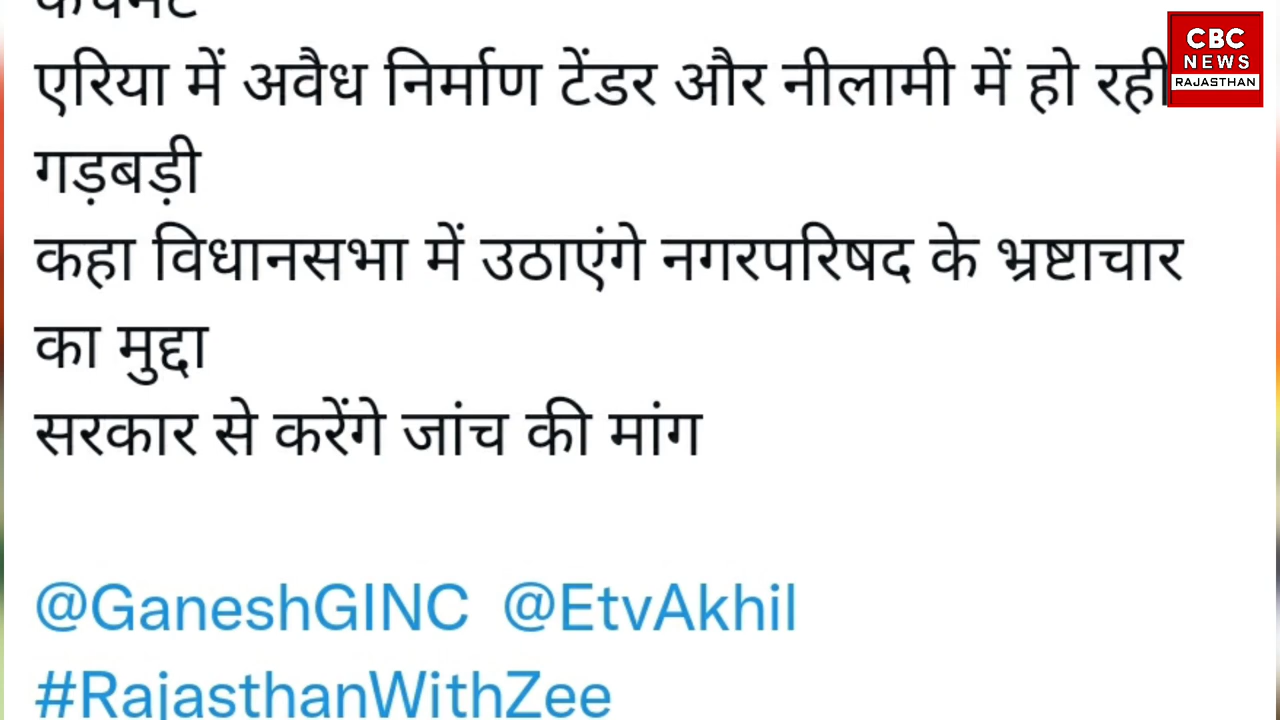 एरिया में अवैध निर्माण टेंडर और नीलामी में हो रही
गड़बड़ी
कहा विधानसभा में उठाएंगे नगरपरिषद के भ्रष्टाचार
का मुद्दा
सरकार से करेंगे जांच की मांग
@GaneshGINC @EtvAkhil
#RajasthanWithZee
CBC
NEWS
RAJASTHAN